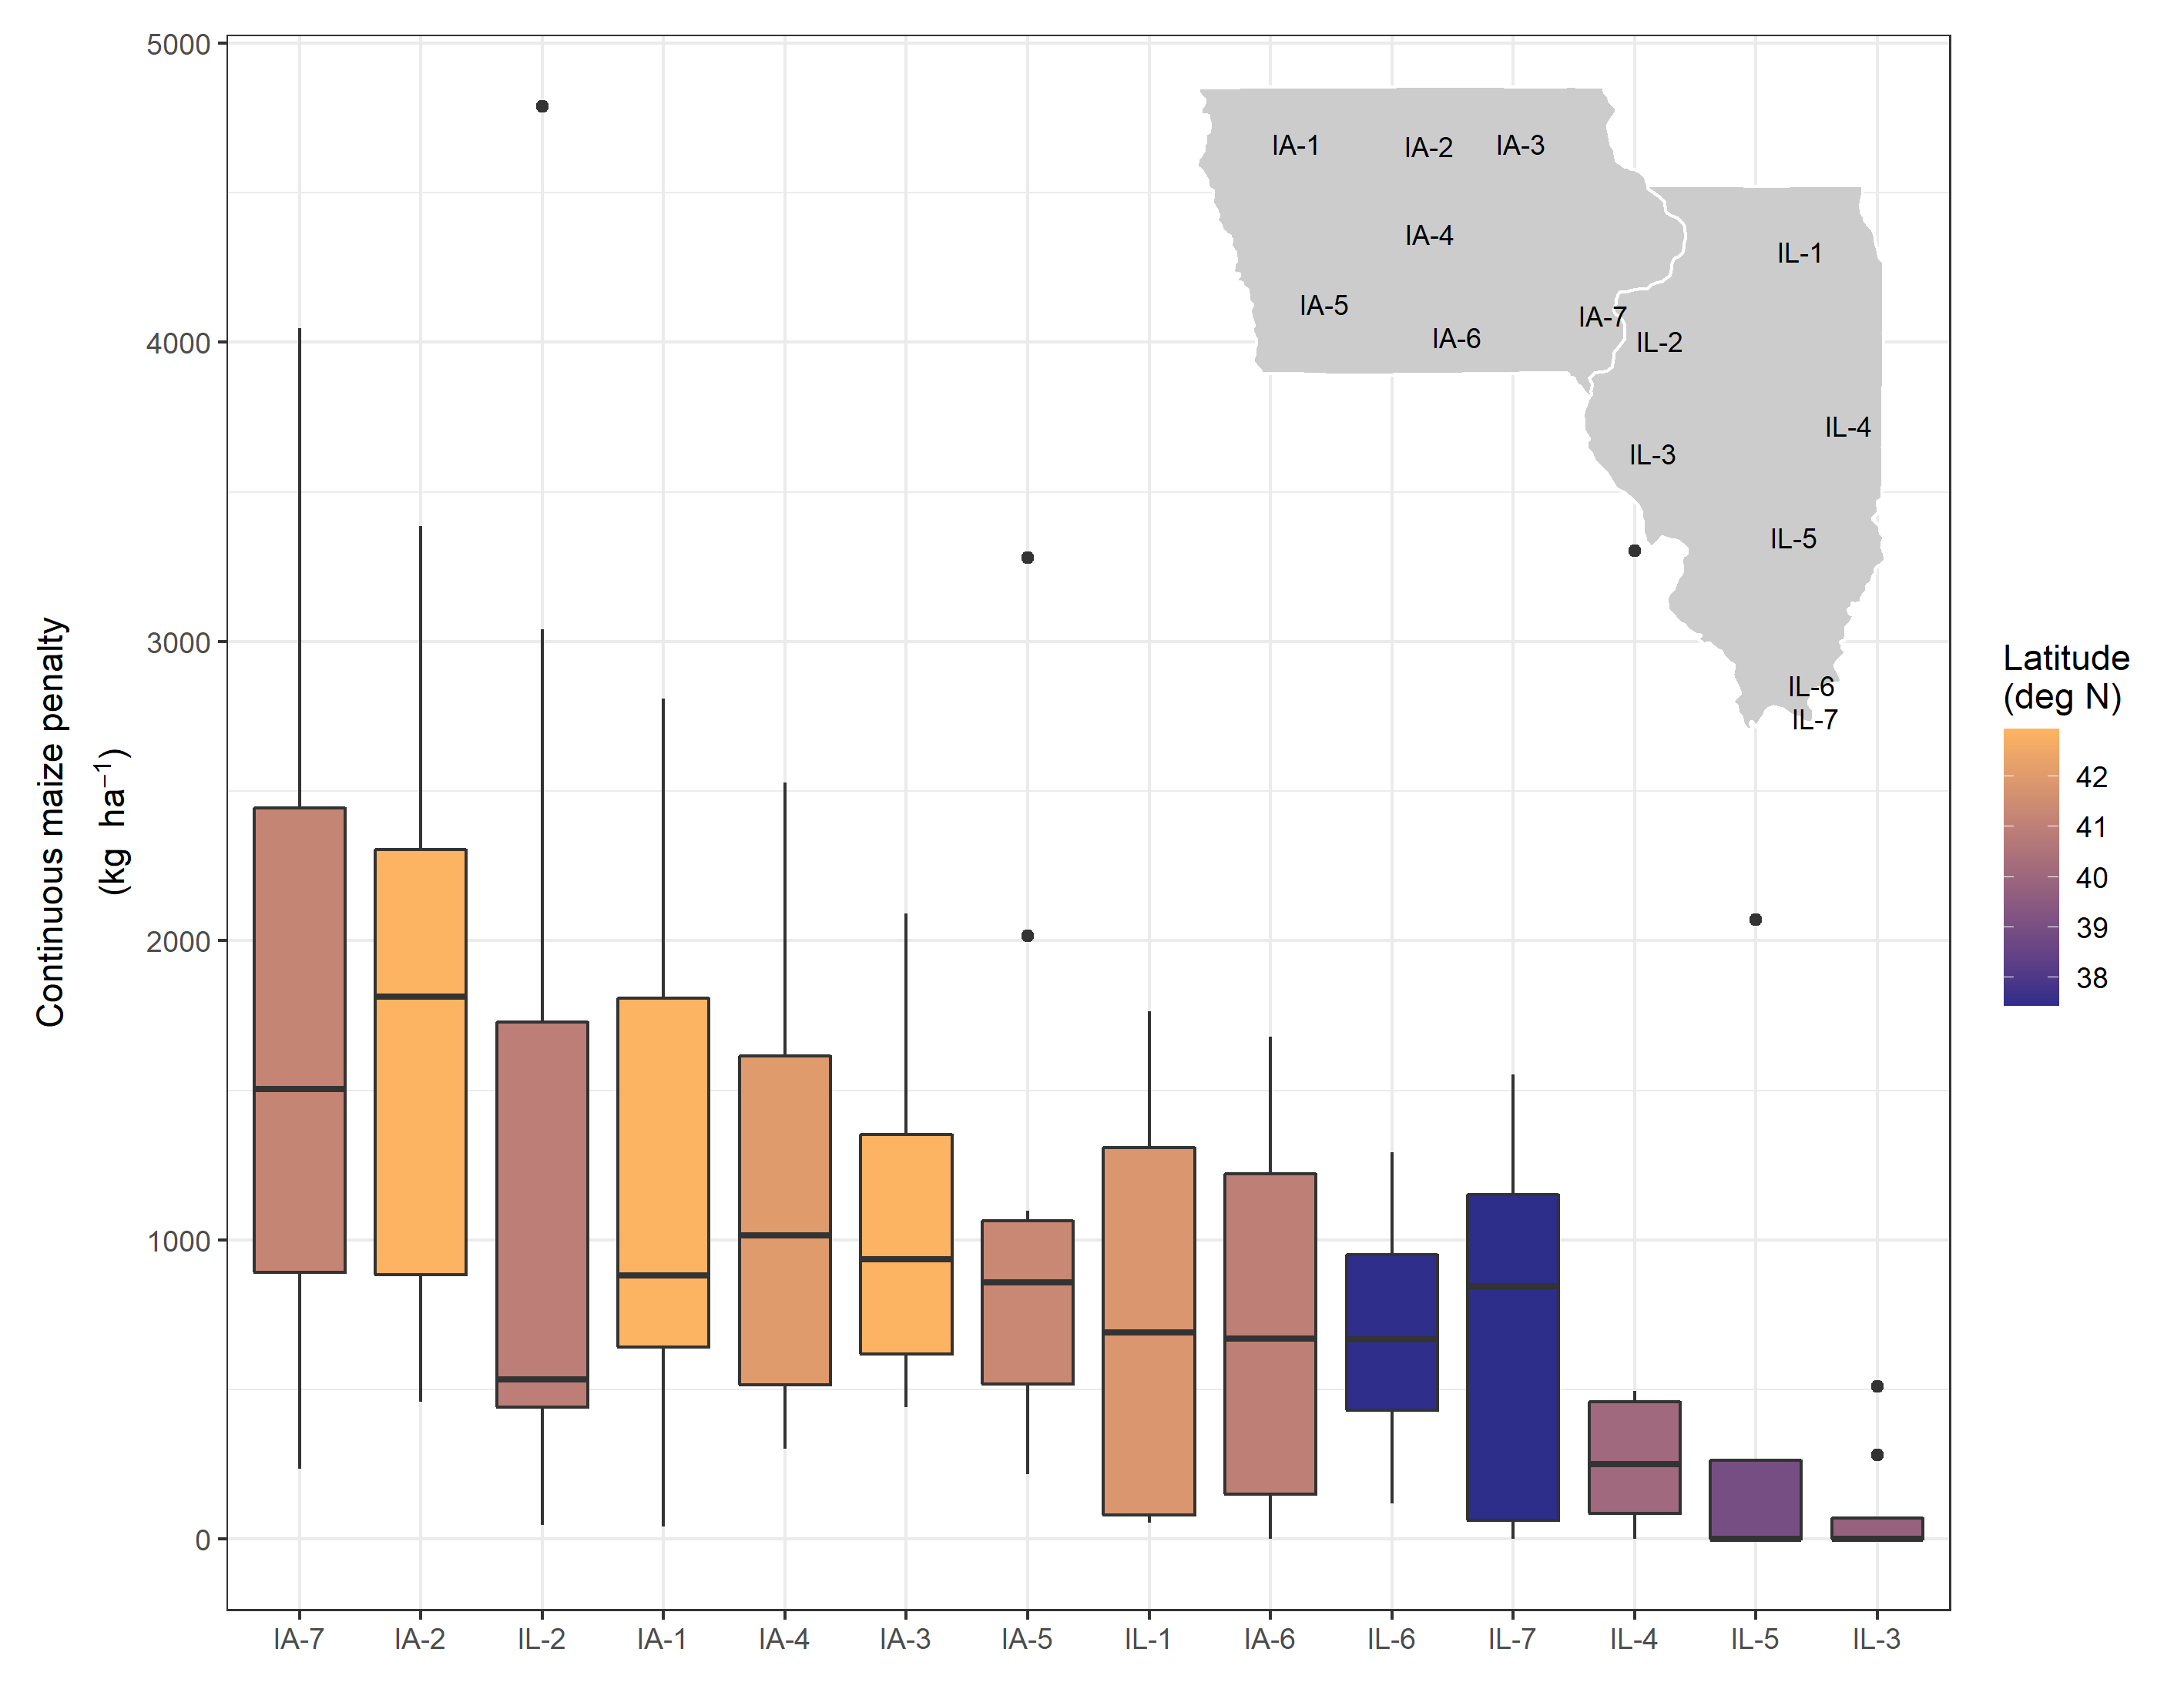 5000
4000
3000
2000
1000
0
Continuous maize penalty
(kg ha⁻¹)
IA-1
IA-2
IA-3
IA-4
IL-1
IA-5
IA-7
IA-6
IL-2
IL-4
IL-3
IL-5
IL-6
IL-7
Latitude
(deg N)
42
41
40
39
38
IA-7 IA-2 IL-2 IA-1 IA-4 IA-3 IA-5 IL-1 IA-6 IL-6 IL-7 IL-4 IL-5 IL-3